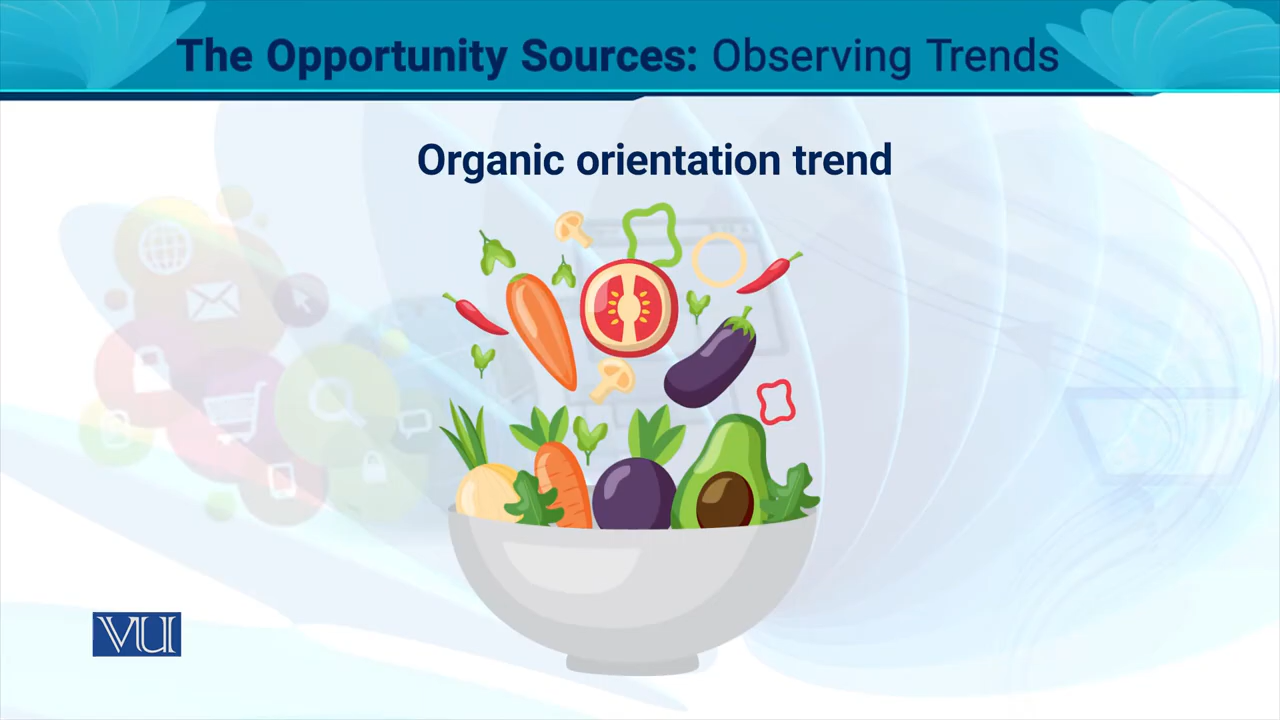 The Opportunity Sources: Observing Trends
Organic orientation trend
VU